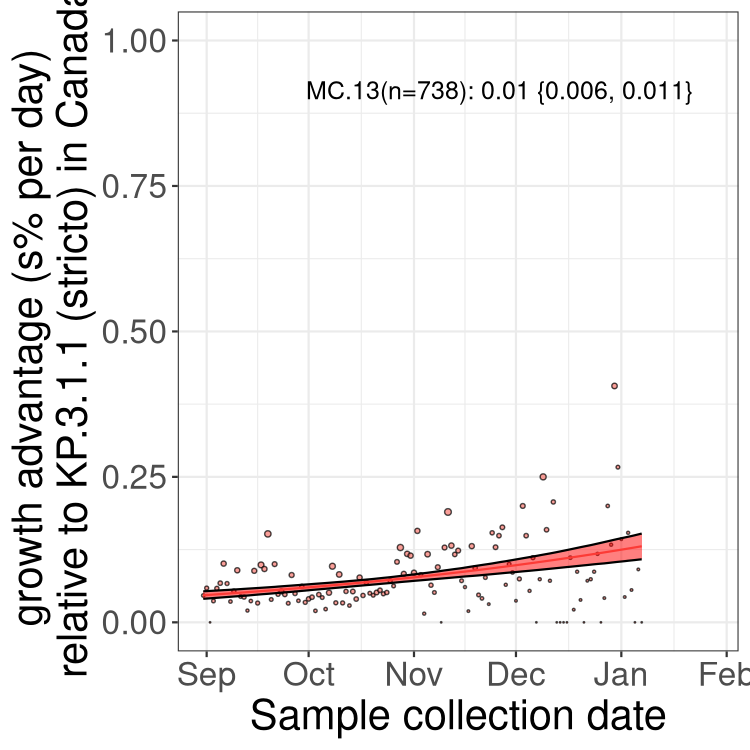 growth advantage (s% per day)
relative to KP.3.1.1 (stricto) in Canada
1.00
0.75
0.50
0.25
0.00
MC.13(n=738): 0.01 {0.006, 0.011}
Sep Oct Nov Dec Jan Feb
Sample collection date